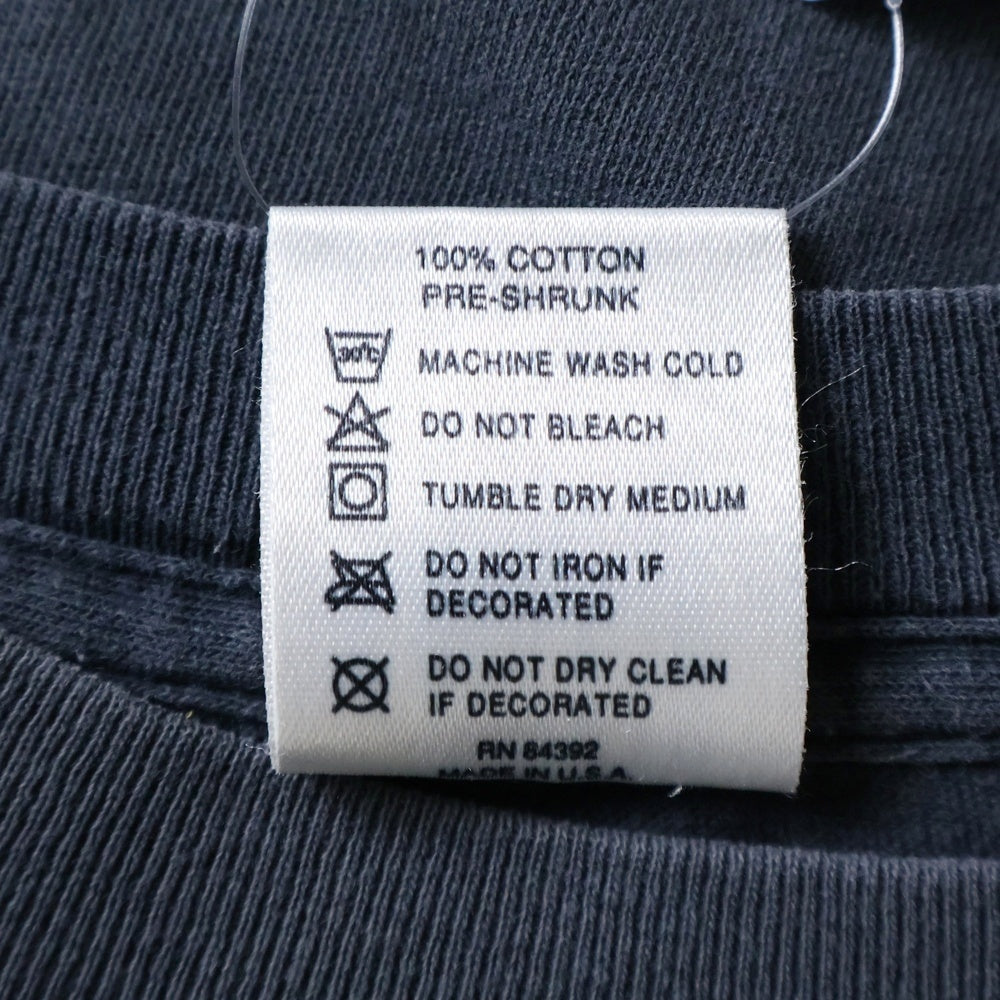 100% COTTON
PRE-SHRUNK
30°C MACHINE WASH COLD
DO NOT BLEACH
TUMBLE DRY MEDIUM
DO NOT IRON IF
DECORATED
DO NOT DRY CLEAN
IF DECORATED
RN 84392
MADE IN U.S.A